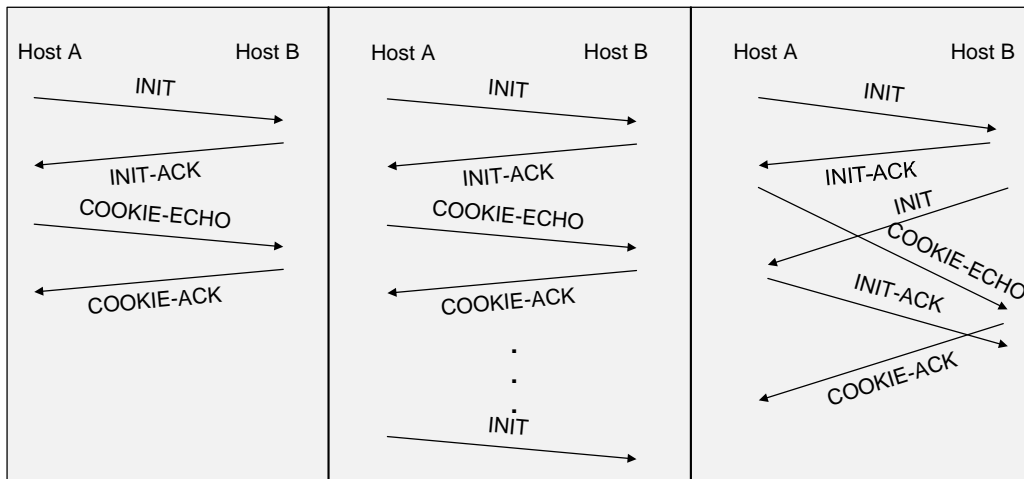 Host A Host B
INIT
INIT-ACK
COOKIE-ECHO
COOKIE-ACK
Host A Host B
INIT
INIT-ACK
COOKIE-ECHO
COOKIE-ACK
.
.
.
INIT
Host A Host B
INIT
INIT-ACK
INIT
COOKIE-ECHO
INIT-ACK
COOKIE-ACK